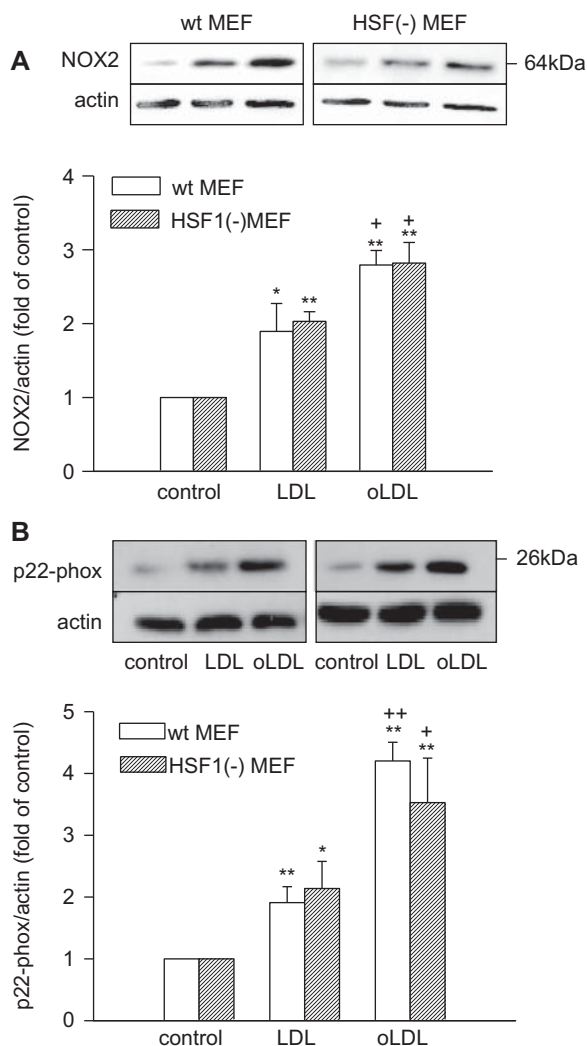 wt MEF HSF(-) MEF
A
NOX2
64kDa
actin
NOX2/actin (fold of control)
4
3
2
1
0
wt MEF
HSF1(-)MEF
* **
+ +
** **
control LDL oLDL
B
p22-phox
26kDa
actin
control LDL oLDL control LDL oLDL
p22-phox/actin (fold of control)
5
4
3
2
1
0
wt MEF
HSF1(-) MEF
** *
++ +
** **
control LDL oLDL